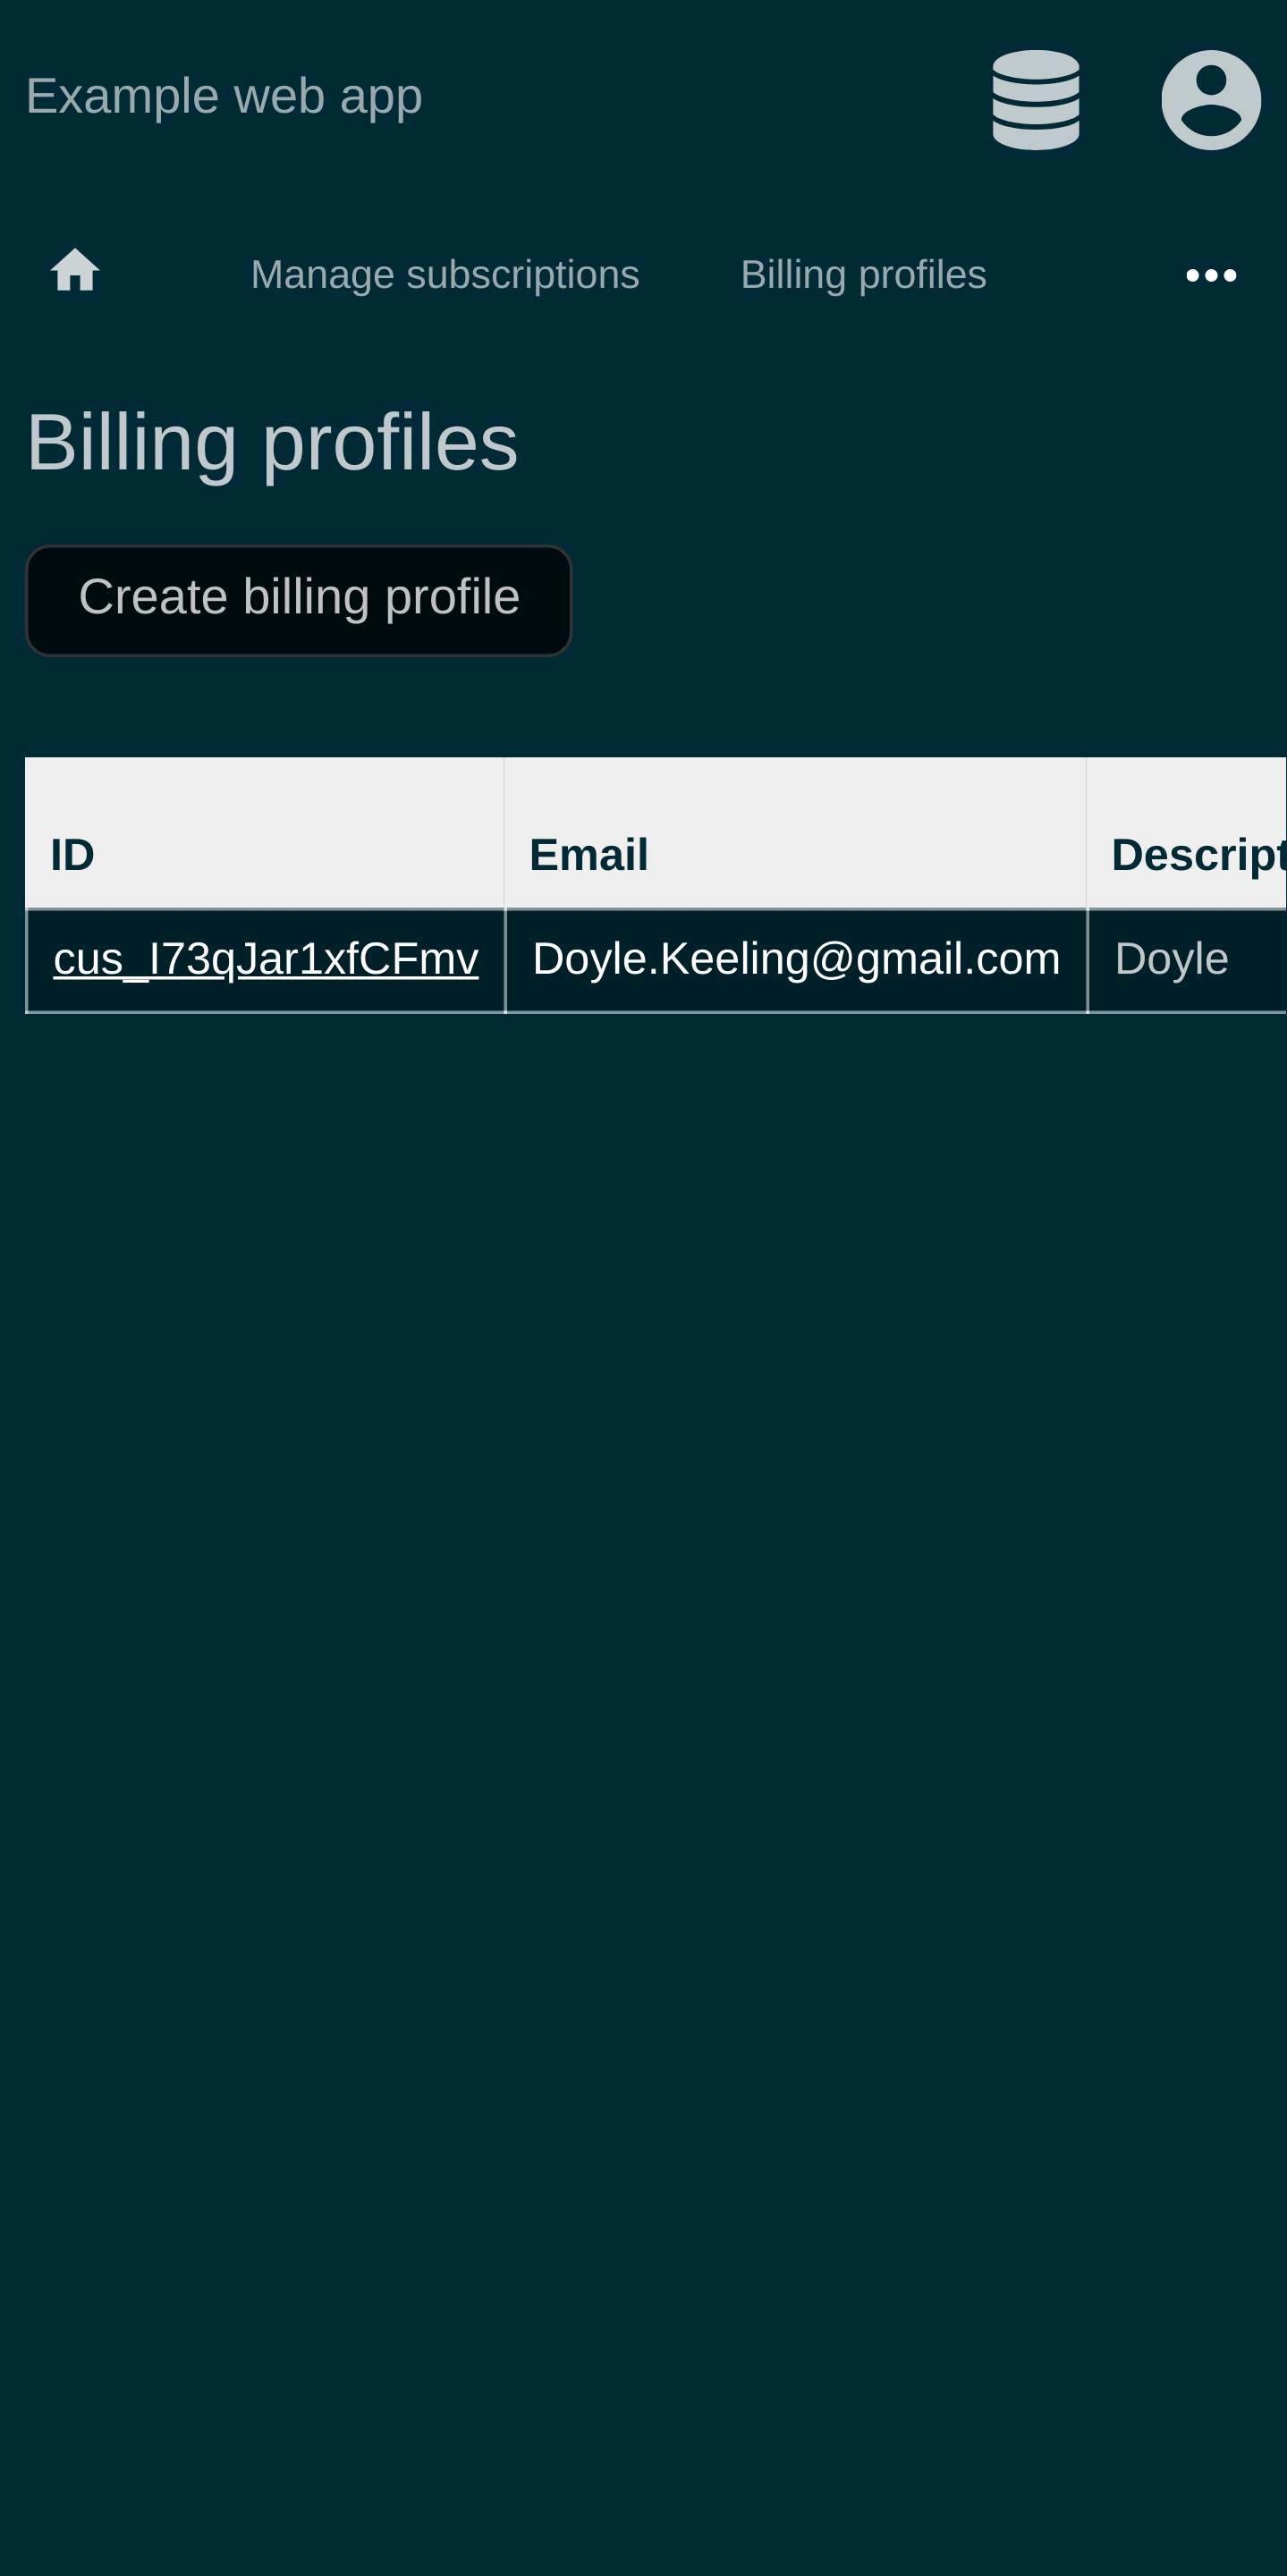 Example web app
Manage subscriptions Billing profiles
Billing profiles
Create billing profile
ID Email Descript
cus_I73qJar1xfCFmv Doyle.Keeling@gmail.com Doyle